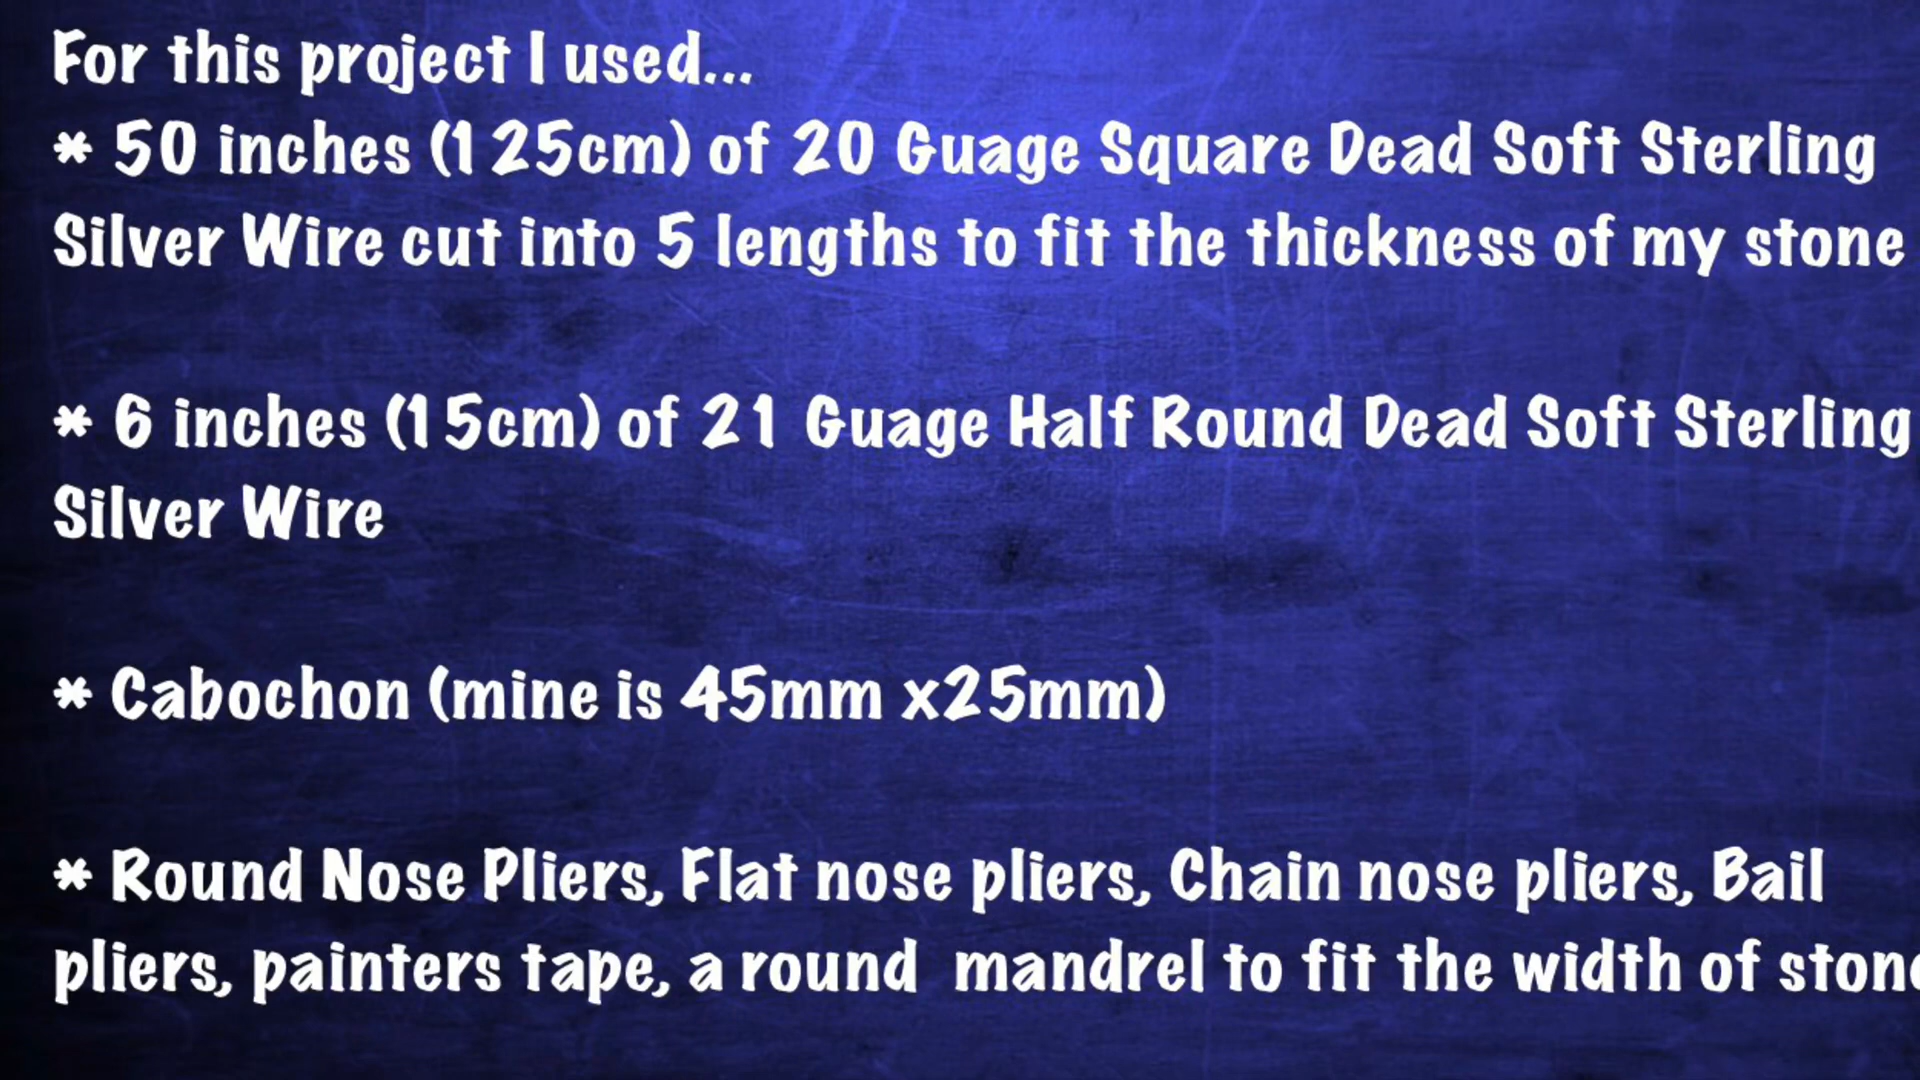 For this project I used...
* 50 inches (125cm) of 20 Guage Square Dead Soft Sterling
Silver Wire cut into 5 lengths to fit the thickness of my stone
* 6 inches (15cm) of 21 Guage Half Round Dead Soft Sterling
Silver Wire
* Cabochon (mine is 45mm x25mm)
* Round Nose Pliers, Flat nose pliers, Chain nose pliers, Bail
pliers, painters tape, a round mandrel to fit the width of stone